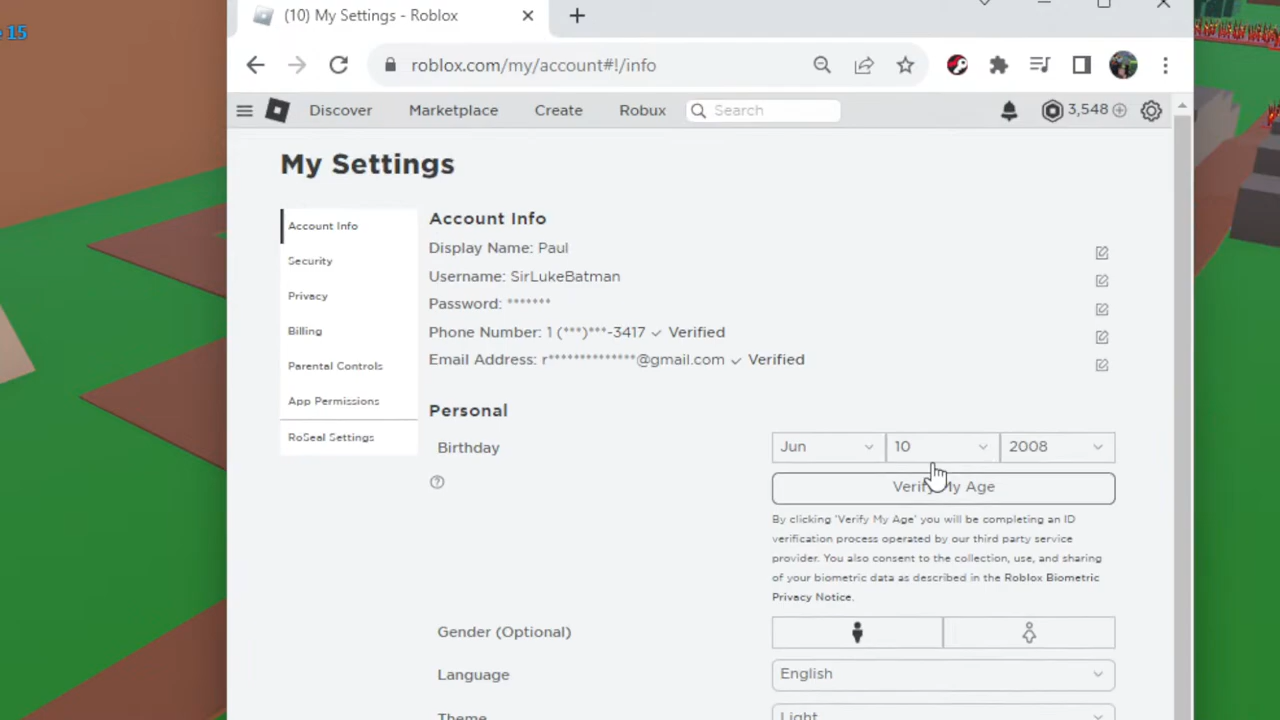 15
(10) My Settings - Roblox
roblox.com/my/account#!/info
Discover Marketplace Create Robux Search 3,548
My Settings
Account Info
Security
Privacy
Billing
Parental Controls
App Permissions
RoSeal Settings
Account Info
Display Name: Paul
Username: SirLukeBatman
Password: *******
Phone Number: 1 (***)***-3417 ✓ Verified
Email Address: r**************@gmail.com ✓ Verified
Personal
Birthday Jun 10 2008
Verify My Age
By clicking 'Verify My Age' you will be completing an ID
verification process operated by our third party service
provider. You also consent to the collection, use, and sharing
of your biometric data as described in the Roblox Biometric
Privacy Notice.
Gender (Optional)
Language English
Theme Light